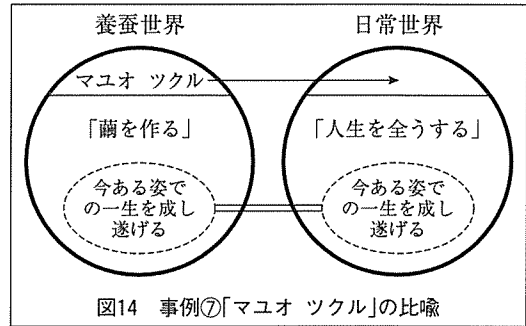 養蚕世界
日常世界
マユオ ツクル
「繭を作る」
「人生を全うする」
今ある姿で
の一生を成し
遂げる
今ある姿で
の一生を成し
遂げる
図14 事例⑦「マユオ ツクル」の比喩